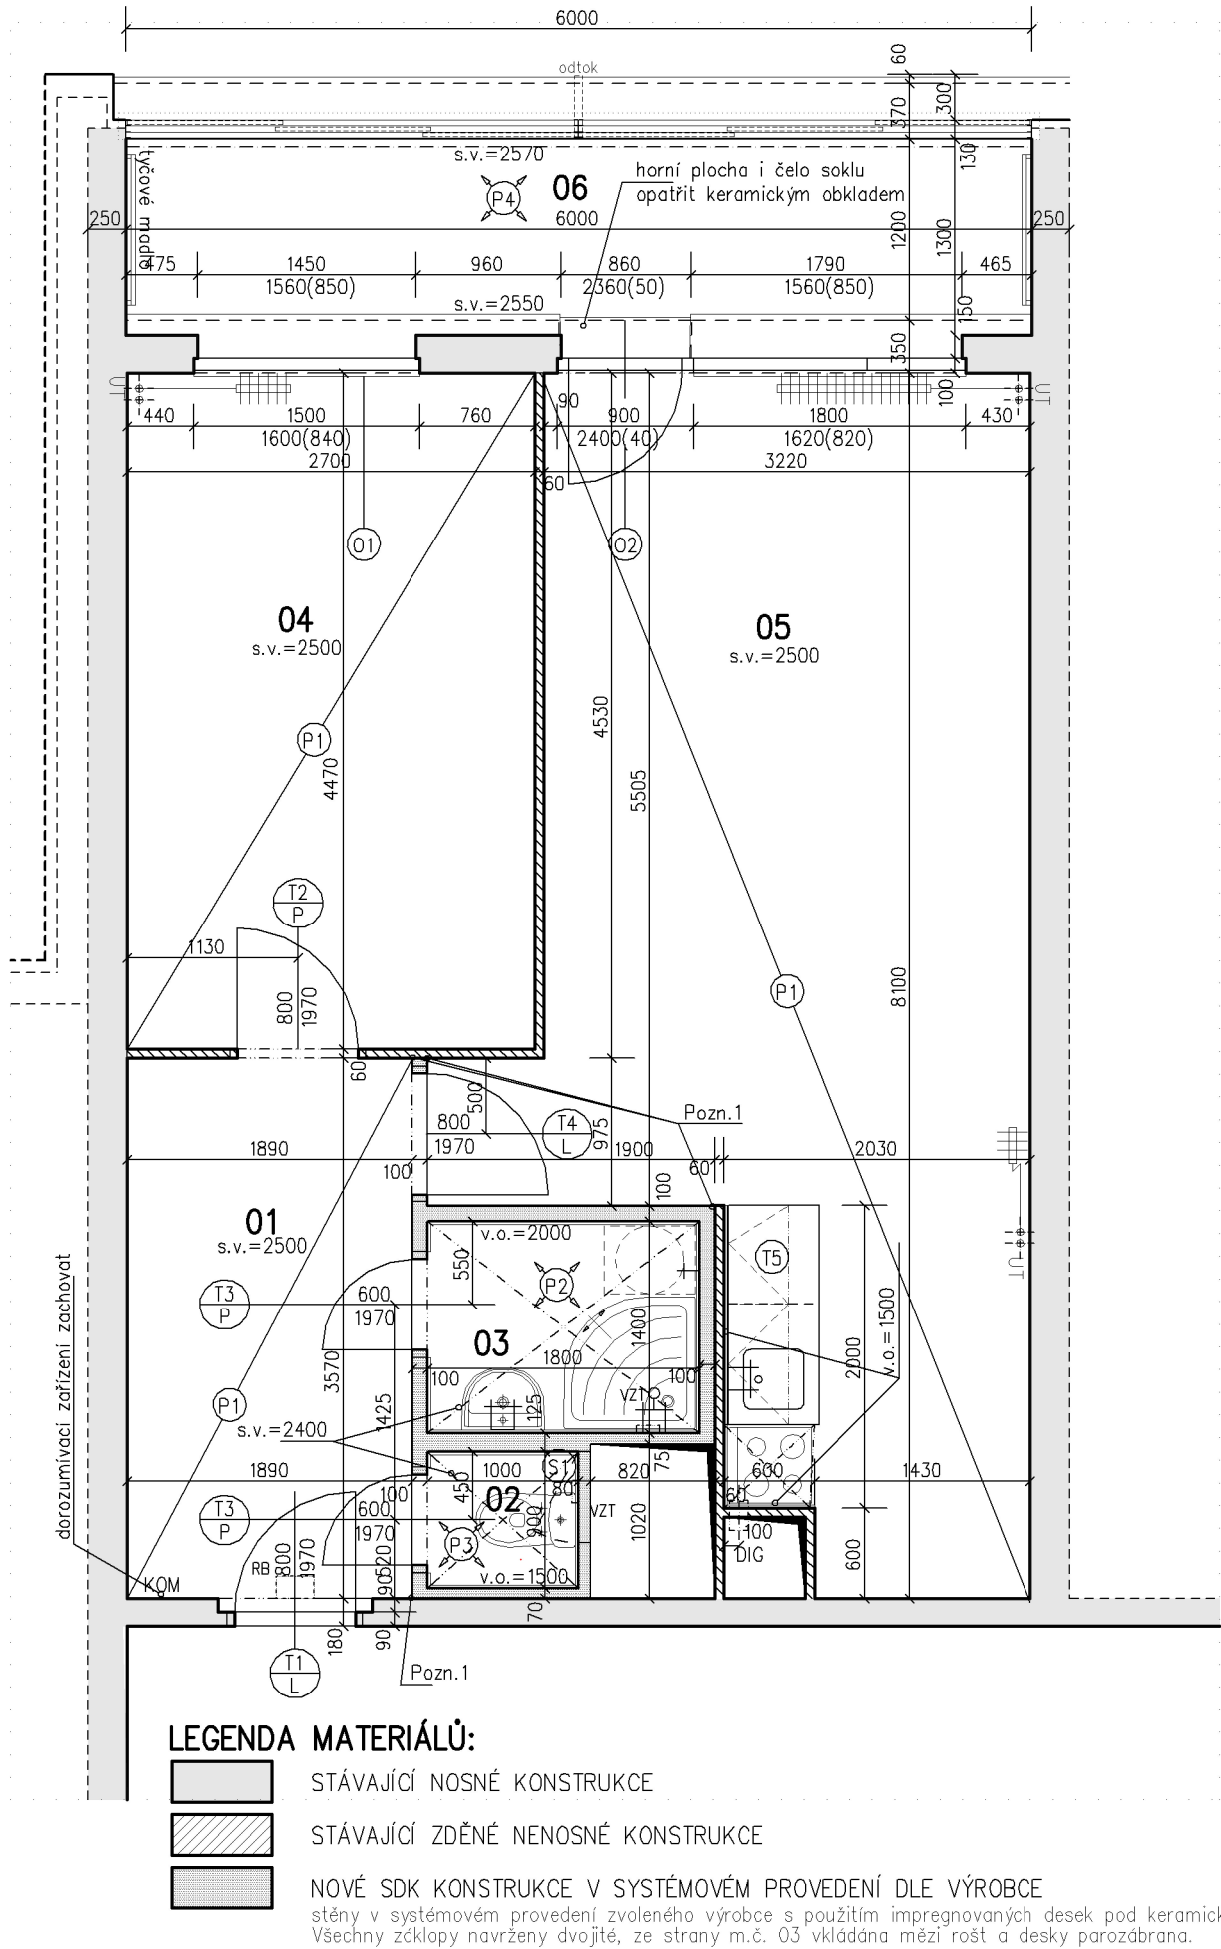 6000
odtok
60
300
370
130
s.v.=2570
tyčové madlo
P4
06
horní plocha i čelo soklu
opatřit keramickým obkladem
250
6000
250
1200
1300
475
1450
960
860
1790
465
1560(850)
2360(50)
1560(850)
s.v.=2550
150
350
100
ÚT
ÚT
440
1500
760
90
900
1800
430
1600(840)
2400(40)
1620(820)
2700
3220
60
O1
O2
04
s.v.=2500
05
s.v.=2500
4530
P1
4470
5505
T2
P
1130
800
1970
8100
P1
60
500
Pozn.1
800
T4
1970
L
975
1890
100
1900
60
2030
100
01
s.v.=2500
v.o.=2000
550
T5
P2
ÚT
T3
P
600
1970
03
1400
v.o.=1500
2000
3570
1800
100
100
P1
1425
125
VZT
s.v.=2400
dorozumívací zařízení zachovat
1890
1000
S1
820
75
600
1430
100
450
80
02
60
T3
P
600
1970
900
VZT
1020
100
DIG
P3
600
RB
800
1970
520
v.o.=1500
KOM
90
70
180
90
T1
L
Pozn.1
LEGENDA MATERIÁLŮ:
STÁVAJÍCÍ NOSNÉ KONSTRUKCE
STÁVAJÍCÍ ZDĚNÉ NENOSNÉ KONSTRUKCE
NOVÉ SDK KONSTRUKCE V SYSTÉMOVÉM PROVEDENÍ DLE VÝROBCE
stěny v systémovém provedení zvoleného výrobce s použitím impregnovaných desek pod keramick
Všechny záklopy navrženy dvojité, ze strany m.č. 03 vkládána mezi rošt a desky parozábrana.